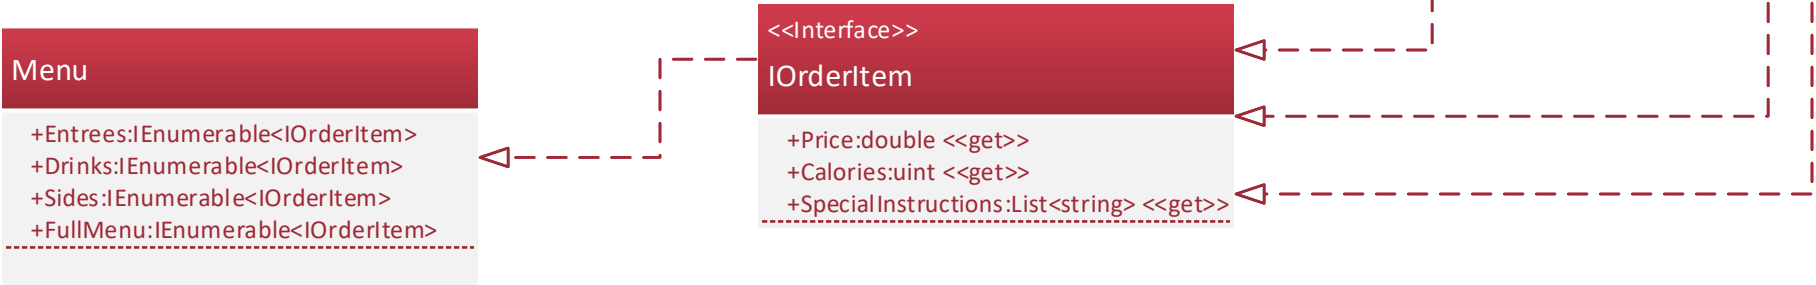 Menu
+Entrees:IEnumerable<IOrderItem>
+Drinks:IEnumerable<IOrderItem>
+Sides:IEnumerable<IOrderItem>
+FullMenu:IEnumerable<IOrderItem>
<<Interface>>
IOrderItem
+Price:double <<get>>
+Calories:uint <<get>>
+SpecialInstructions:List<string> <<get>>